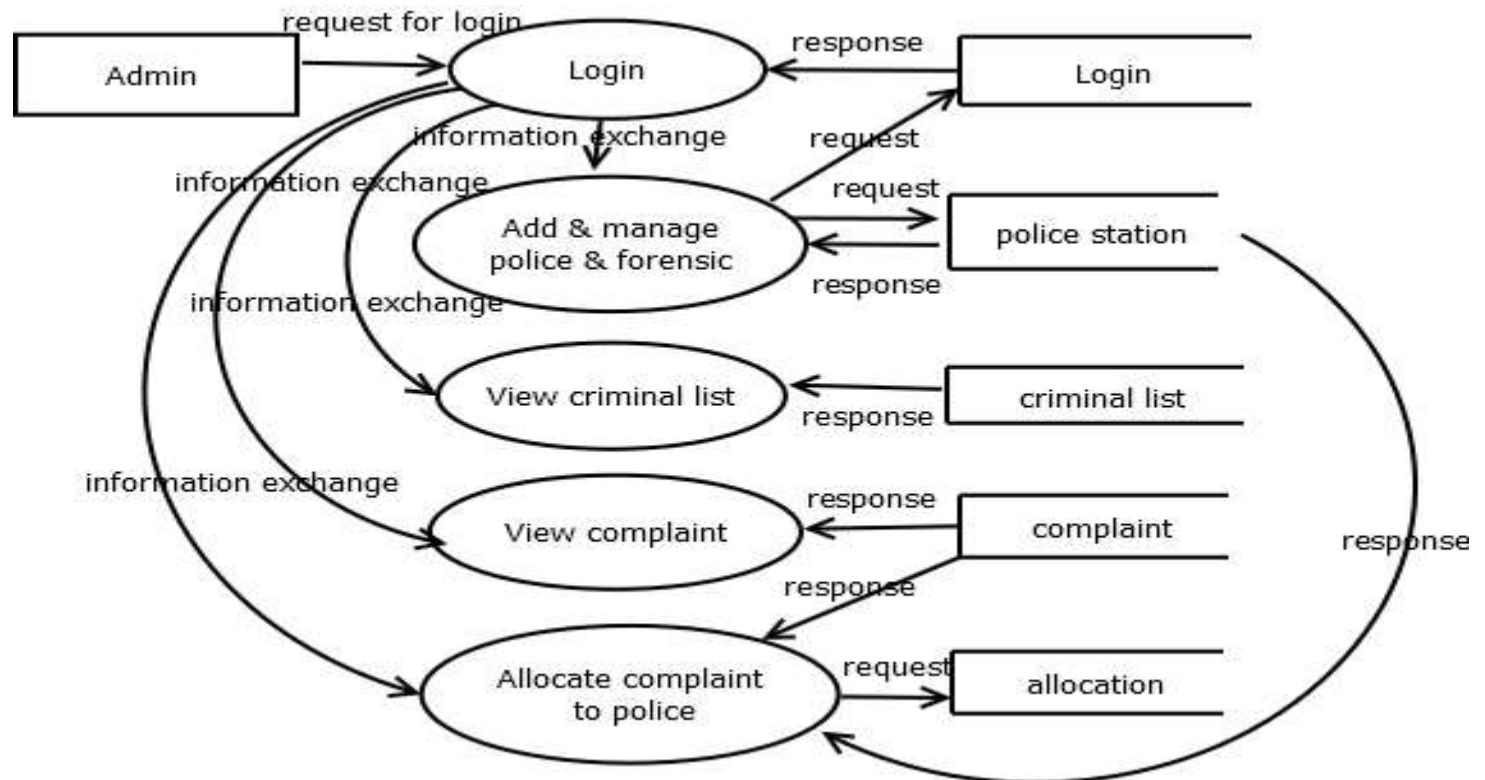 request for login
Admin
Login
response
Login
information exchange
request
information exchange
request
Add & manage
police & forensic
police station
response
information exchange
View criminal list
criminal list
response
information exchange
View complaint
response
complaint
response
response
Allocate complaint
to police
request
allocation